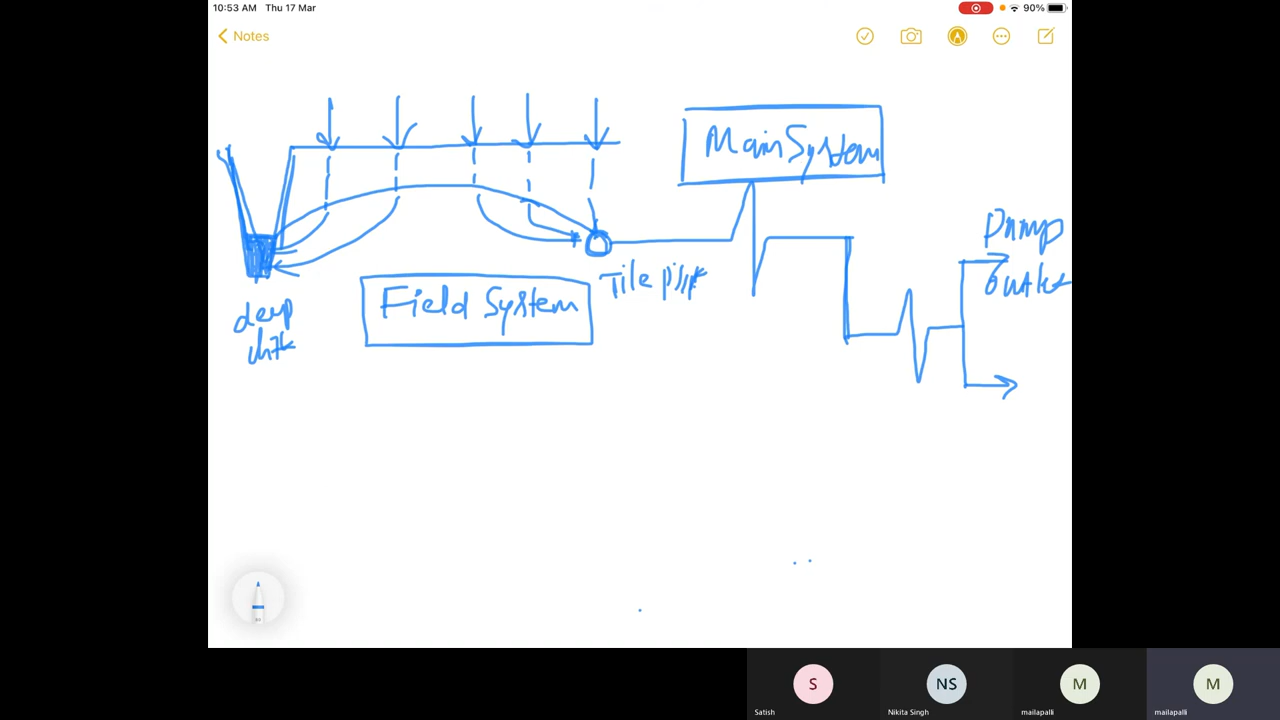 10:53 AM Thu 17 Mar
90%
Notes
Main System
Pump
Outlet
Tile pipe
Field System
deep
S
NS
M
M
Satish
Nikita Singh
mailapalli
mailapalli